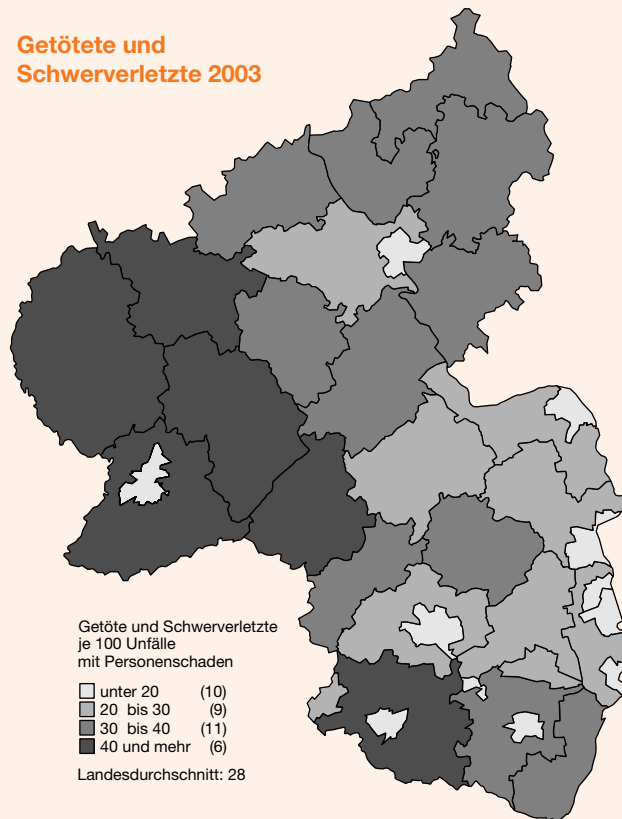 Getötete und
Schwerverletzte 2003
Getöte und Schwerverletzte
je 100 Unfälle
mit Personenschaden
unter 20 (10)
20 bis 30 (9)
30 bis 40 (11)
40 und mehr (6)
Landesdurchschnitt: 28